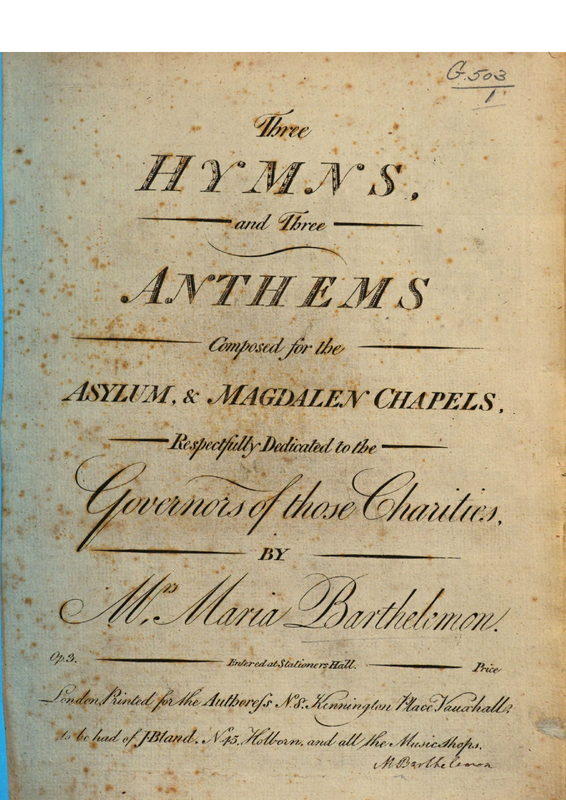 G.503
1
Three
HYMNS,
and Three
ANTHEMS
Composed for the
ASYLUM, & MAGDALEN CHAPELS,
Respectfully Dedicated to the
Governors of those Charities,
BY
Mrs. Maria Barthelemon.
Op. 3. Entered at Stationers Hall. Price
London, Printed for the Authoreſs No. 8. Kennington Place Vauxhall;
to be had of J. Bland, No. 45, Holborn, and all the Music shops.
M Barthelemon